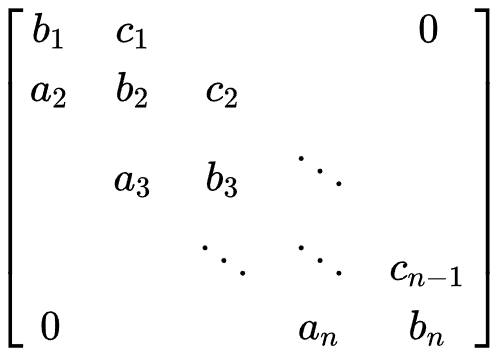 b₁ c₁ 0
a₂ b₂ c₂
a₃ b₃ ⋱
⋱ ⋱ cₙ₋₁
0 aₙ bₙ